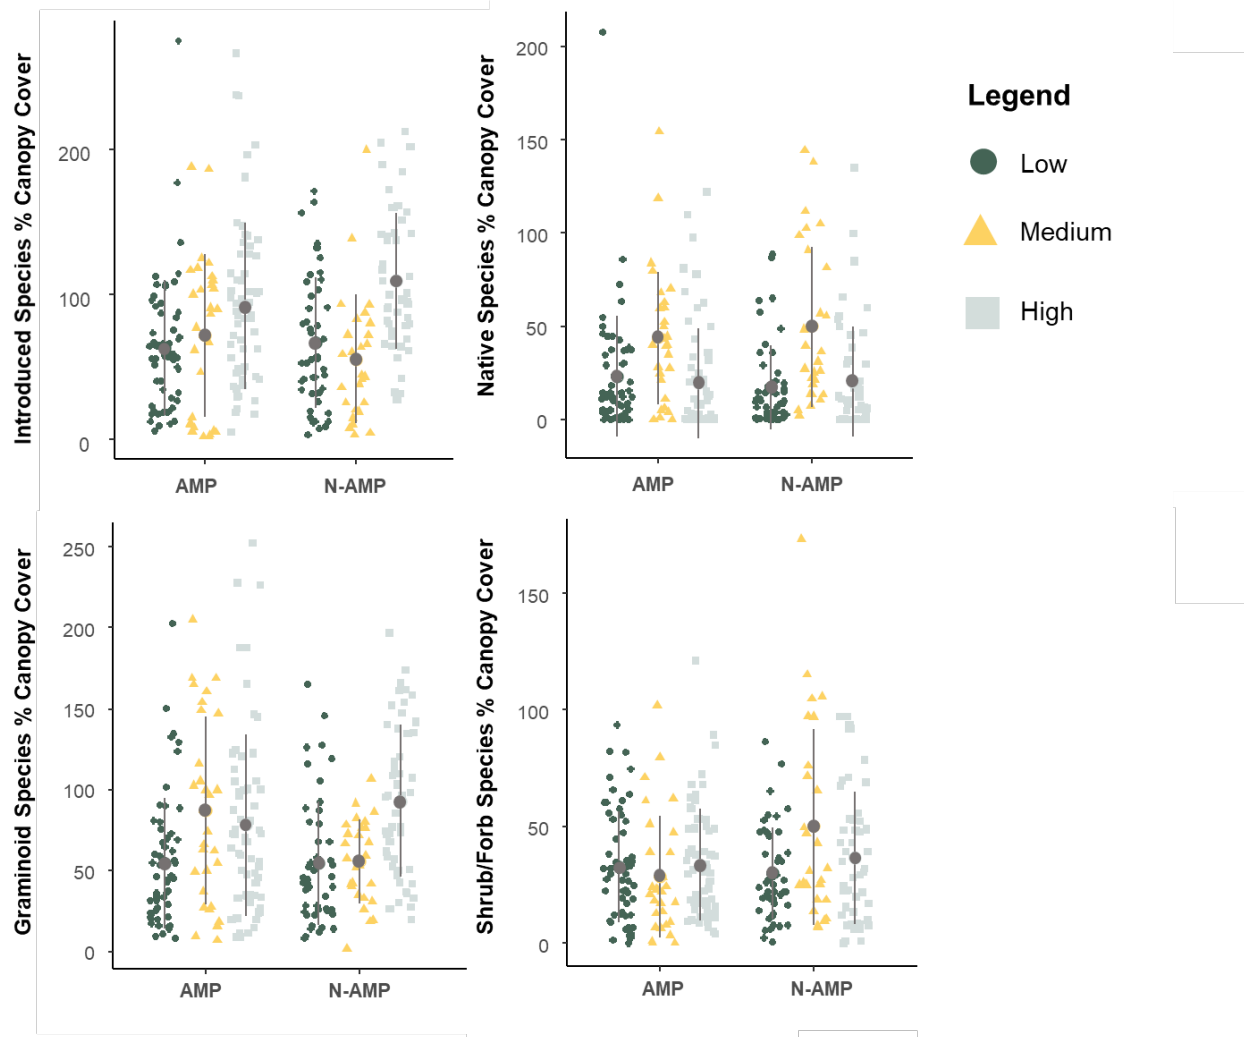 Introduced Species % Canopy Cover
200
100
0
AMP
N-AMP
Native Species % Canopy Cover
200
150
100
50
0
AMP
N-AMP
Legend
Low
Medium
High
Graminoid Species % Canopy Cover
250
200
150
100
50
0
AMP
N-AMP
Shrub/Forb Species % Canopy Cover
150
100
50
0
AMP
N-AMP